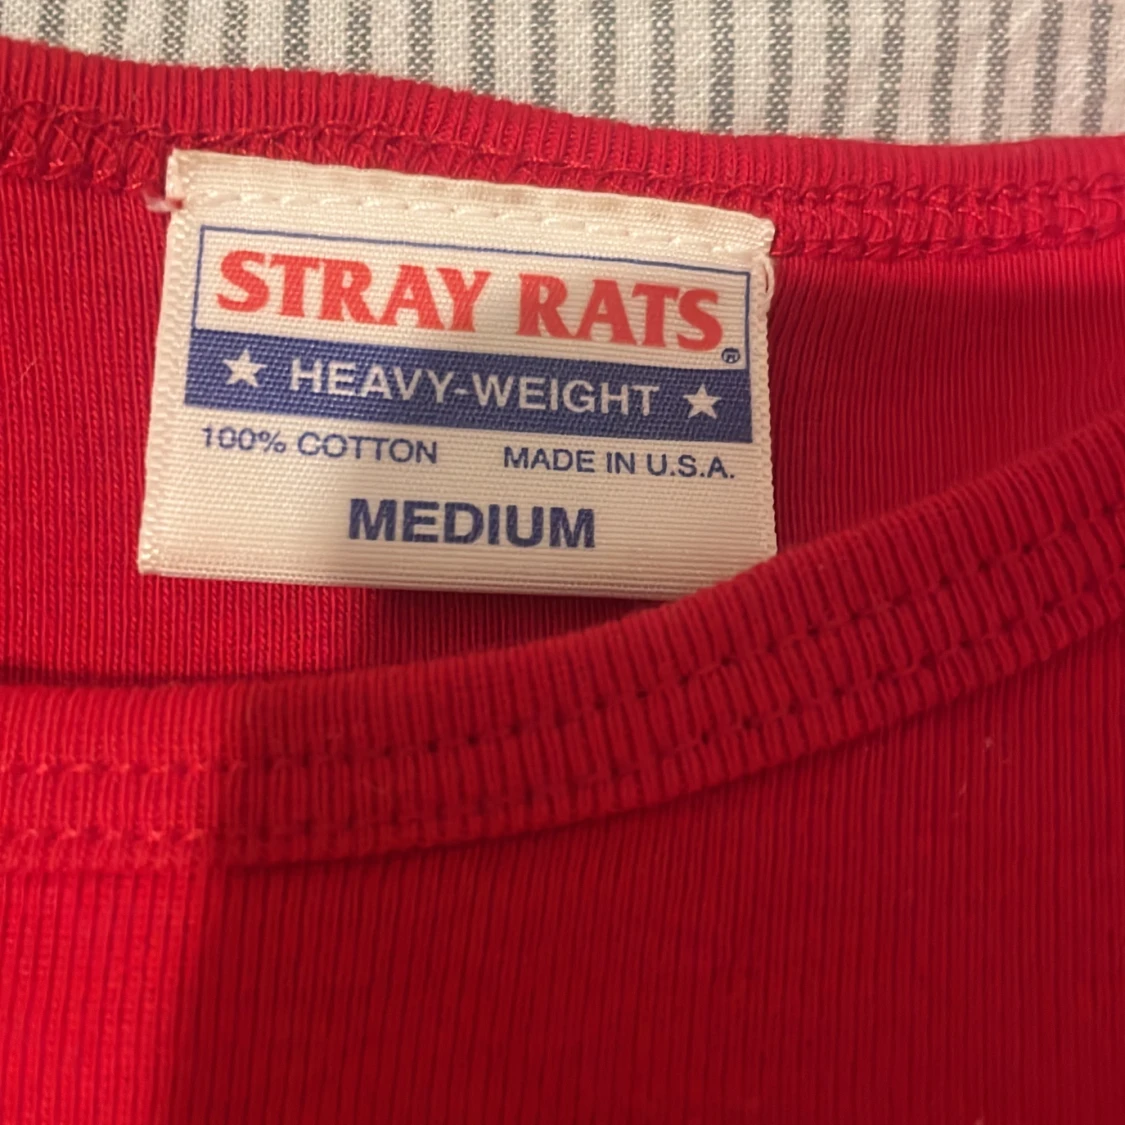 STRAY RATS®
★ HEAVY-WEIGHT ★
100% COTTON MADE IN U.S.A.
MEDIUM